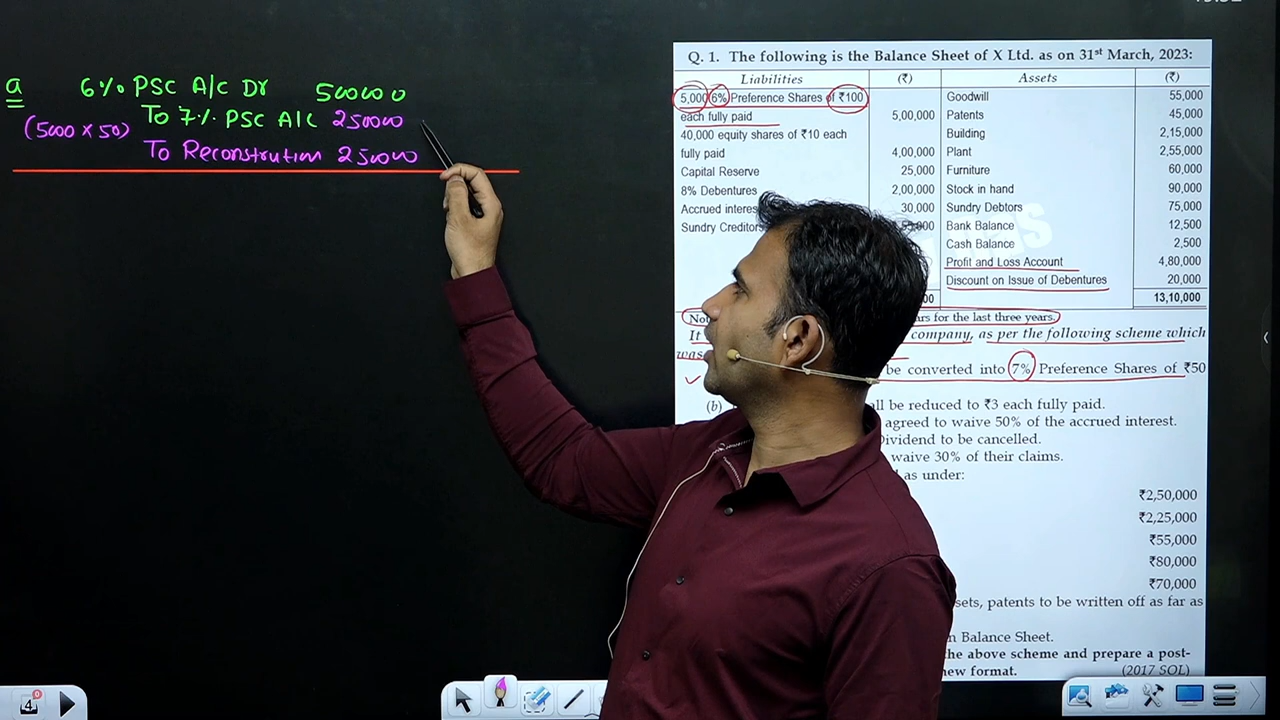 a 6% PSC A/c Dr 500000
To 7% PSC A/c 250000
(5000 x 50) To Reconstrution 250000
Q. 1. The following is the Balance Sheet of X Ltd. as on 31st March, 2023:
Liabilities (₹) Assets (₹)
5,000 6% Preference Shares of ₹100 Goodwill 55,000
each fully paid 5,00,000 Patents 45,000
40,000 equity shares of ₹10 each Building 2,15,000
fully paid 4,00,000 Plant 2,55,000
Capital Reserve 25,000 Furniture 60,000
8% Debentures 2,00,000 Stock in hand 90,000
Accrued interes 30,000 Sundry Debtors 75,000
Sundry Creditors Bank Balance 12,500
Cash Balance 2,500
Profit and Loss Account 4,80,000
Discount on Issue of Debentures 20,000
00 13,10,000
Not ars for the last three years.
It company, as per the following scheme which
was
be converted into 7% Preference Shares of ₹50
(b) all be reduced to ₹3 each fully paid.
agreed to waive 50% of the accrued interest.
Dividend to be cancelled.
waive 30% of their claims.
as under:
₹2,50,000
₹2,25,000
₹55,000
₹80,000
₹70,000
sets, patents to be written off as far as
n Balance Sheet.
the above scheme and prepare a post-
new format. (2017 SOL)
4
0